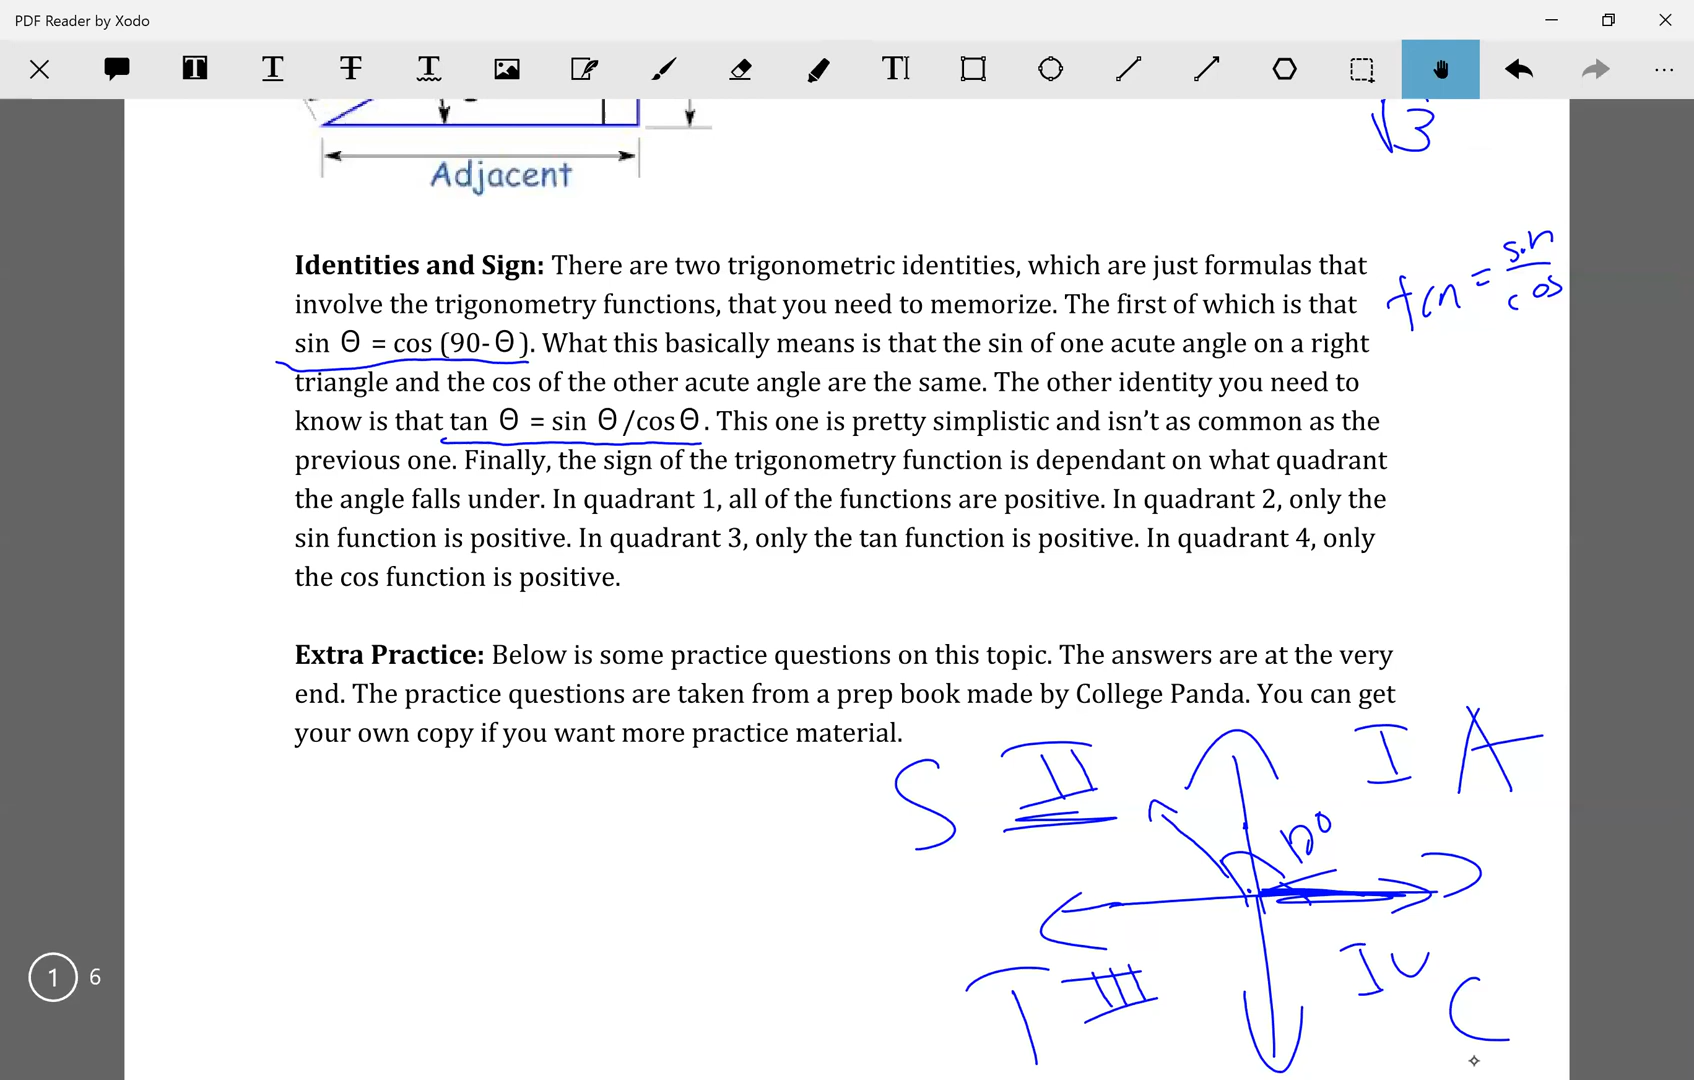 PDF Reader by Xodo
√3
Adjacent
tan = sin/cos
Identities and Sign: There are two trigonometric identities, which are just formulas that
involve the trigonometry functions, that you need to memorize. The first of which is that
sin Θ = cos (90-Θ). What this basically means is that the sin of one acute angle on a right
triangle and the cos of the other acute angle are the same. The other identity you need to
know is that tan Θ = sin Θ/cosΘ. This one is pretty simplistic and isn’t as common as the
previous one. Finally, the sign of the trigonometry function is dependant on what quadrant
the angle falls under. In quadrant 1, all of the functions are positive. In quadrant 2, only the
sin function is positive. In quadrant 3, only the tan function is positive. In quadrant 4, only
the cos function is positive.
Extra Practice: Below is some practice questions on this topic. The answers are at the very
end. The practice questions are taken from a prep book made by College Panda. You can get
your own copy if you want more practice material.
S II I A
T III IV C
1 6